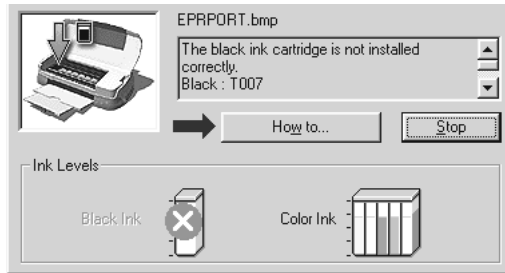 EPRPORT.bmp
The black ink cartridge is not installed
correctly.
Black : T007
How to...
Stop
Ink Levels
Black Ink
Color Ink